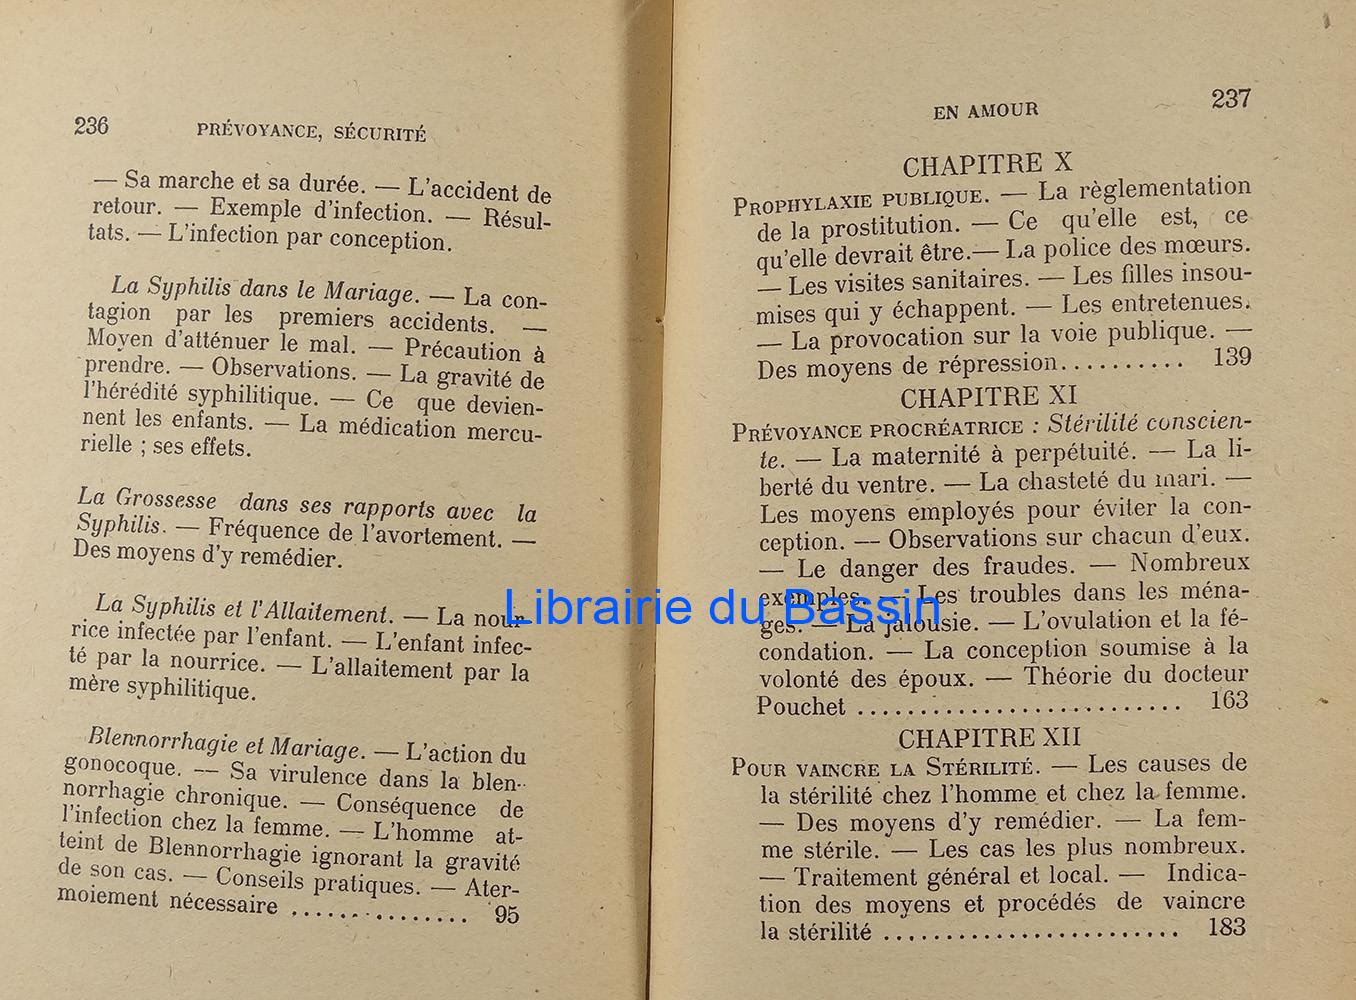 236 PRÉVOYANCE, SÉCURITÉ
— Sa marche et sa durée. — L'accident de
retour. — Exemple d'infection. — Résul-
tats. — L'infection par conception.
La Syphilis dans le Mariage. — La con-
tagion par les premiers accidents. —
Moyen d'atténuer le mal. — Précaution à
prendre. — Observations. — La gravité de
l'hérédité syphilitique. — Ce que devien-
nent les enfants. — La médication mercu-
rielle ; ses effets.
La Grossesse dans ses rapports avec la
Syphilis. — Fréquence de l'avortement. —
Des moyens d'y remédier.
La Syphilis et l'Allaitement. — La nour-
rice infectée par l'enfant. — L'enfant infec-
té par la nourrice. — L'allaitement par la
mère syphilitique.
Blennorrhagie et Mariage. — L'action du
gonocoque. — Sa virulence dans la blen-
norrhagie chronique. — Conséquence de
l'infection chez la femme. — L'homme at-
teint de Blennorrhagie ignorant la gravité
de son cas. — Conseils pratiques. — Ater-
moiement nécessaire ............... 95
EN AMOUR 237
CHAPITRE X
PROPHYLAXIE PUBLIQUE. — La règlementation
de la prostitution. — Ce qu'elle est, ce
qu'elle devrait être.— La police des mœurs.
— Les visites sanitaires. — Les filles insou-
mises qui y échappent. — Les entretenues.
— La provocation sur la voie publique. —
Des moyens de répression.......... 139
CHAPITRE XI
PRÉVOYANCE PROCRÉATRICE : Stérilité conscien-
te. — La maternité à perpétuité. — La li-
berté du ventre. — La chasteté du mari. —
Les moyens employés pour éviter la con-
ception. — Observations sur chacun d'eux.
— Le danger des fraudes. — Nombreux
exemples. — Les troubles dans les ména-
ges. — La jalousie. — L'ovulation et la fé-
condation. — La conception soumise à la
volonté des époux. — Théorie du docteur
Pouchet .......................... 163
CHAPITRE XII
POUR VAINCRE LA STÉRILITÉ. — Les causes de
la stérilité chez l'homme et chez la femme.
— Des moyens d'y remédier. — La fem-
me stérile. — Les cas les plus nombreux.
— Traitement général et local. — Indica-
tion des moyens et procédés de vaincre
la stérilité ........................ 183
Librairie du Bassin